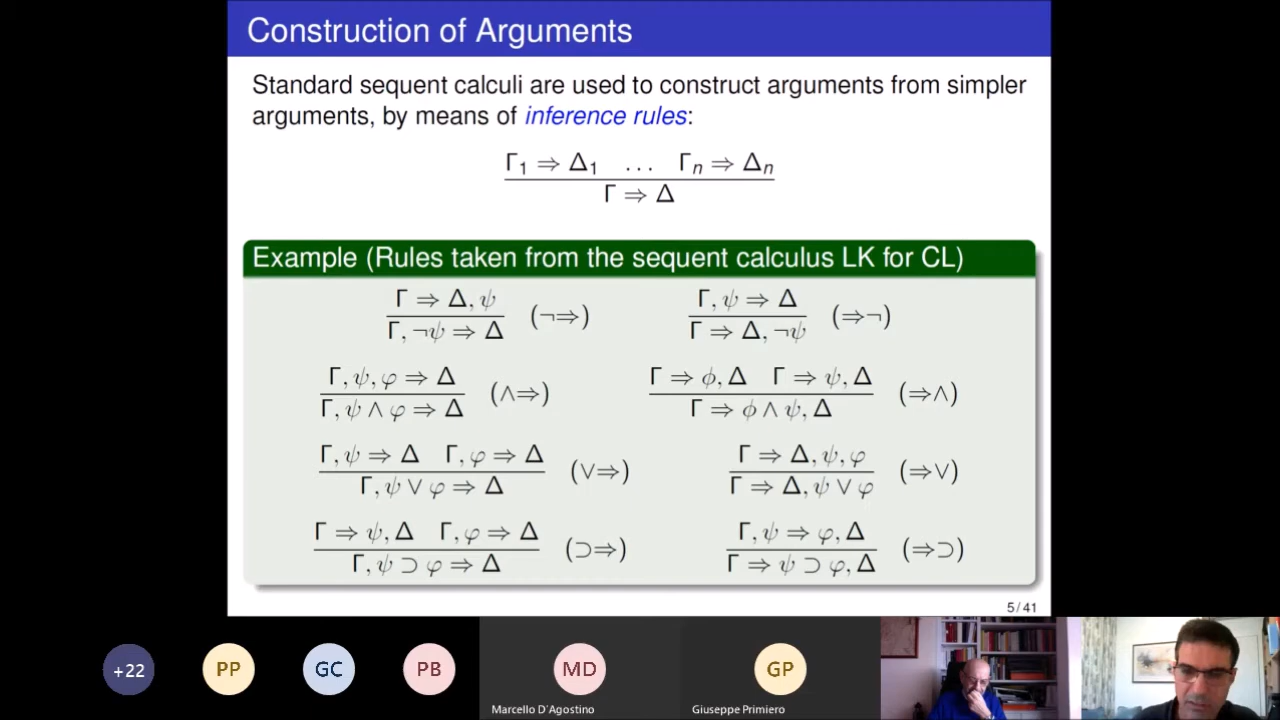 Construction of Arguments
Standard sequent calculi are used to construct arguments from simpler
arguments, by means of inference rules:
Γ₁ ⇒ Δ₁ … Γₙ ⇒ Δₙ
Γ ⇒ Δ
Example (Rules taken from the sequent calculus LK for CL)
Γ ⇒ Δ, ψ
Γ, ¬ψ ⇒ Δ
(¬⇒)
Γ, ψ ⇒ Δ
Γ ⇒ Δ, ¬ψ
(⇒¬)
Γ, ψ, φ ⇒ Δ
Γ, ψ ∧ φ ⇒ Δ
(∧⇒)
Γ ⇒ ϕ, Δ Γ ⇒ ψ, Δ
Γ ⇒ ϕ ∧ ψ, Δ
(⇒∧)
Γ, ψ ⇒ Δ Γ, φ ⇒ Δ
Γ, ψ ∨ φ ⇒ Δ
(∨⇒)
Γ ⇒ Δ, ψ, φ
Γ ⇒ Δ, ψ ∨ φ
(⇒∨)
Γ ⇒ ψ, Δ Γ, φ ⇒ Δ
Γ, ψ ⊃ φ ⇒ Δ
(⊃⇒)
Γ, ψ ⇒ φ, Δ
Γ ⇒ ψ ⊃ φ, Δ
(⇒⊃)
5 / 41
+22
PP
GC
PB
MD
GP
Marcello D'Agostino
Giuseppe Primiero